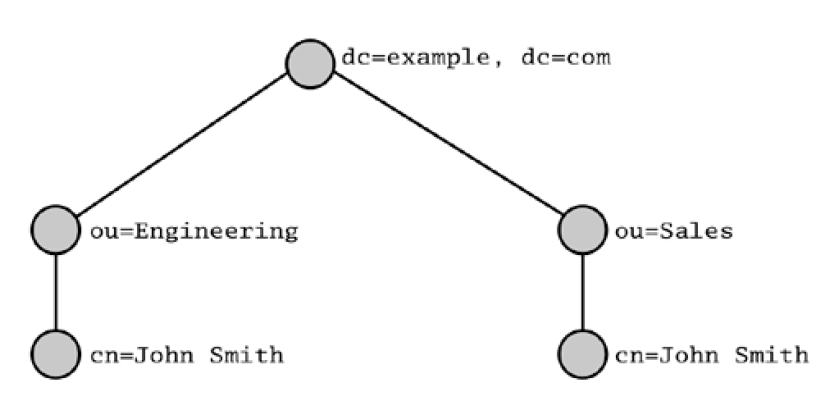 dc=example, dc=com
ou=Engineering
ou=Sales
cn=John Smith
cn=John Smith